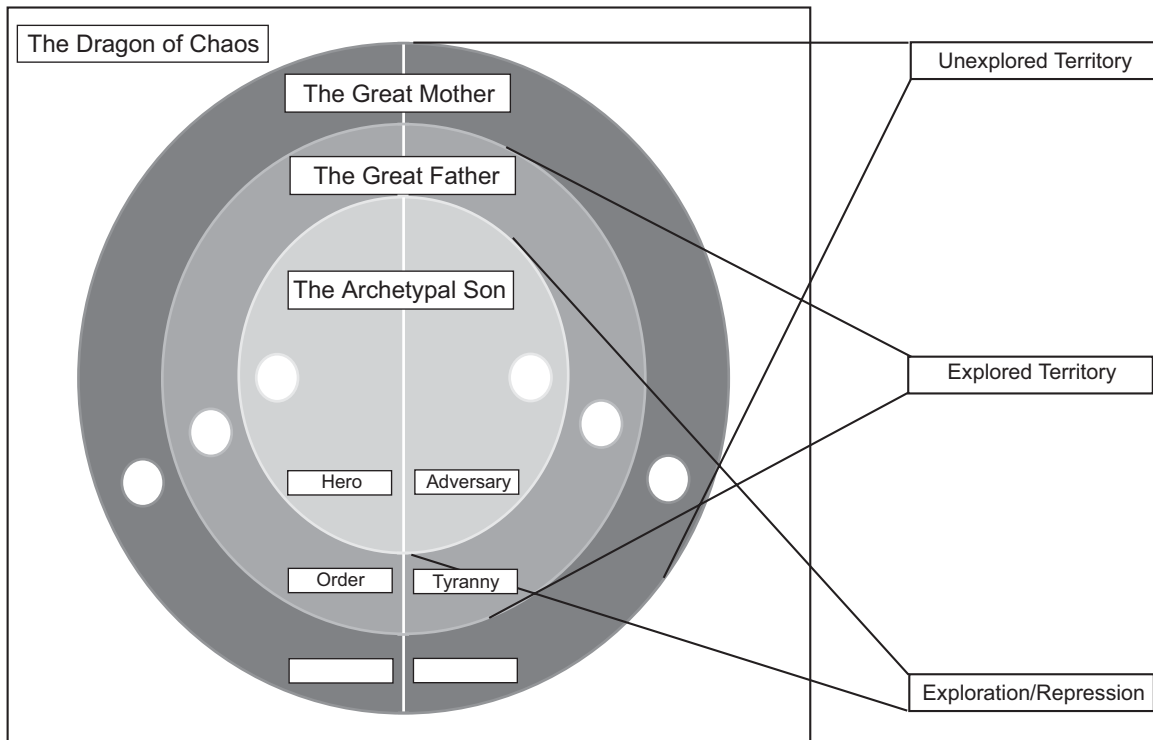 The Dragon of Chaos
Unexplored Territory
The Great Mother
The Great Father
The Archetypal Son
Explored Territory
Hero
Adversary
Order
Tyranny
Exploration/Repression